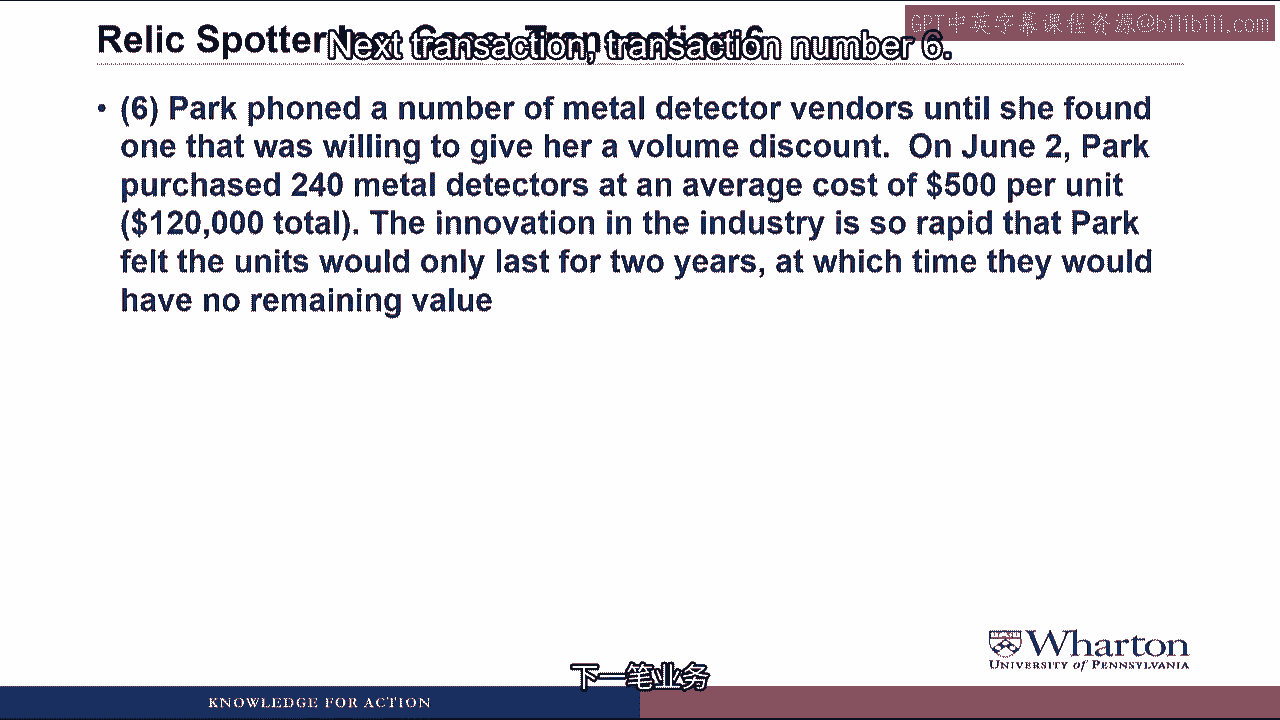 GPT中英字幕课程资源@bilibili.com
Relic Spotter Inc. Case: Transaction 6
Next transaction, transaction number 6.
• (6) Park phoned a number of metal detector vendors until she found
one that was willing to give her a volume discount.  On June 2, Park
purchased 240 metal detectors at an average cost of $500 per unit
($120,000 total). The innovation in the industry is so rapid that Park
felt the units would only last for two years, at which time they would
have no remaining value
Wharton
UNIVERSITY of PENNSYLVANIA
下一笔业务
KNOWLEDGE FOR ACTION